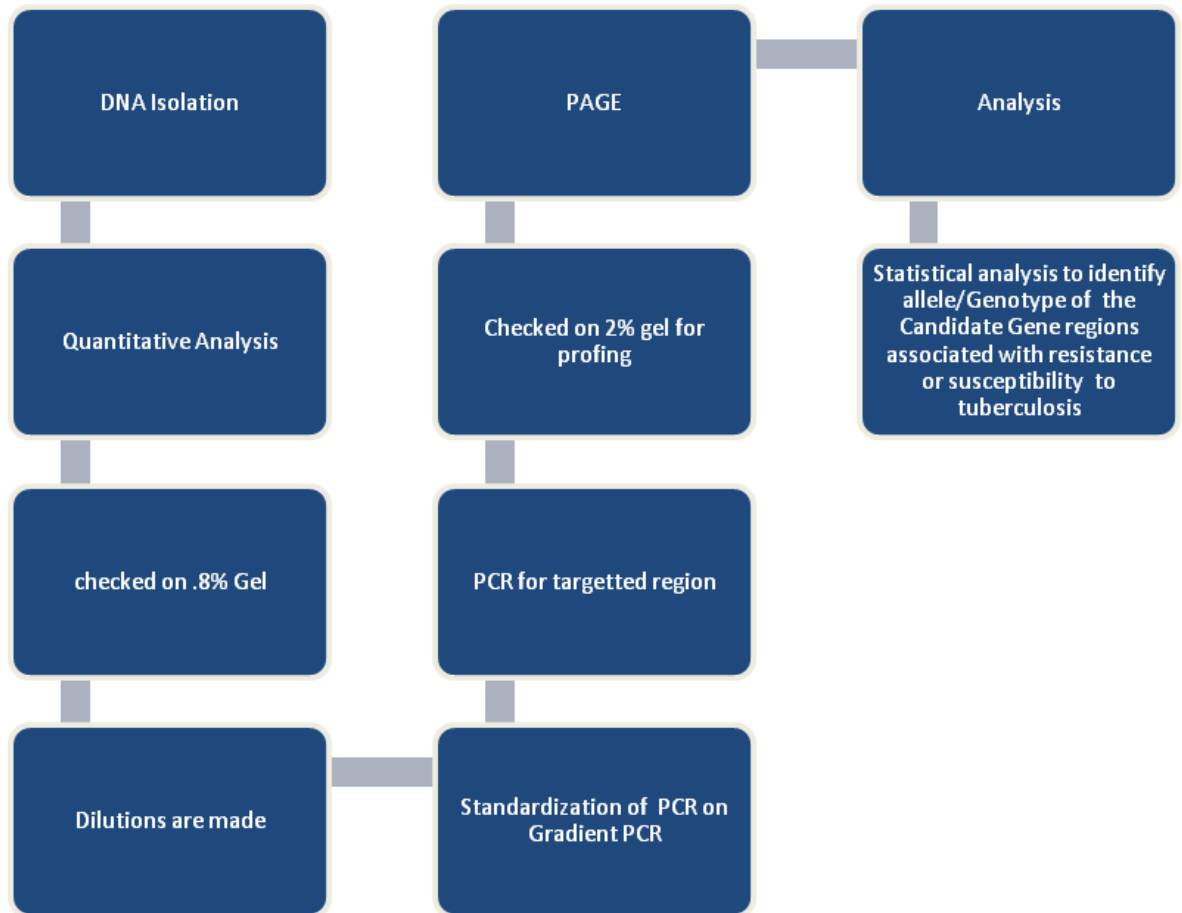 DNA Isolation
Quantitative Analysis
checked on .8% Gel
Dilutions are made
Standardization of PCR on
Gradient PCR
PCR for targetted region
Checked on 2% gel for
profing
PAGE
Analysis
Statistical analysis to identify
allele/Genotype of the
Candidate Gene regions
associated with resistance
or susceptibility to
tuberculosis